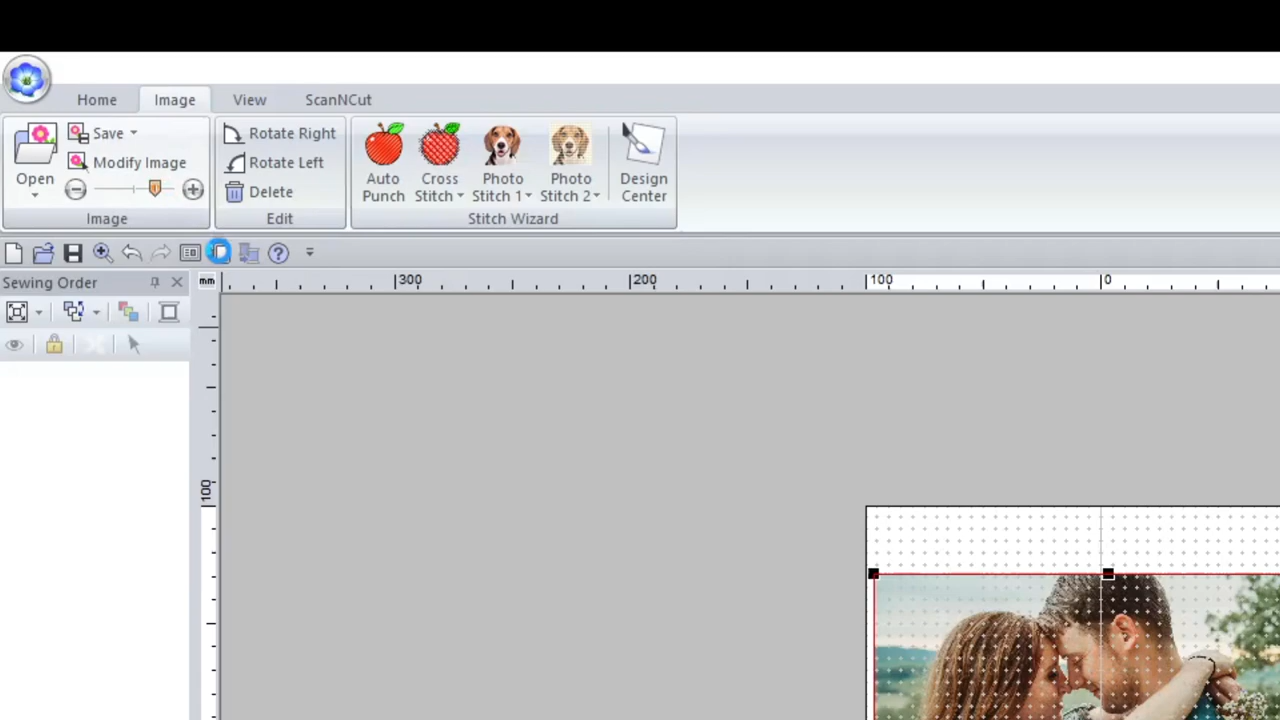 Home Image View ScanNCut
Open
Save
Modify Image
Image
Rotate Right
Rotate Left
Delete
Edit
Auto
Punch
Cross
Stitch
Photo
Stitch 1
Photo
Stitch 2
Design
Center
Stitch Wizard
Sewing Order
mm
300 200 100 0
100